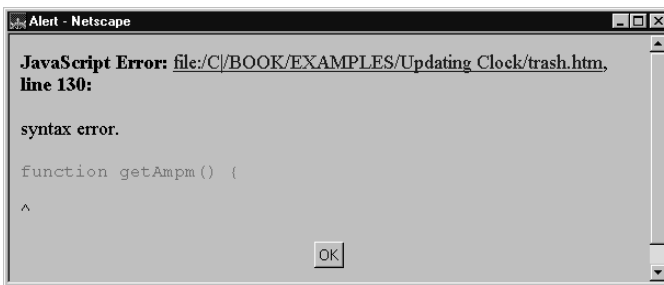 Alert - Netscape
JavaScript Error: file:/C|/BOOK/EXAMPLES/Updating Clock/trash.htm,
line 130:
syntax error.
function getAmpm() {
^
OK